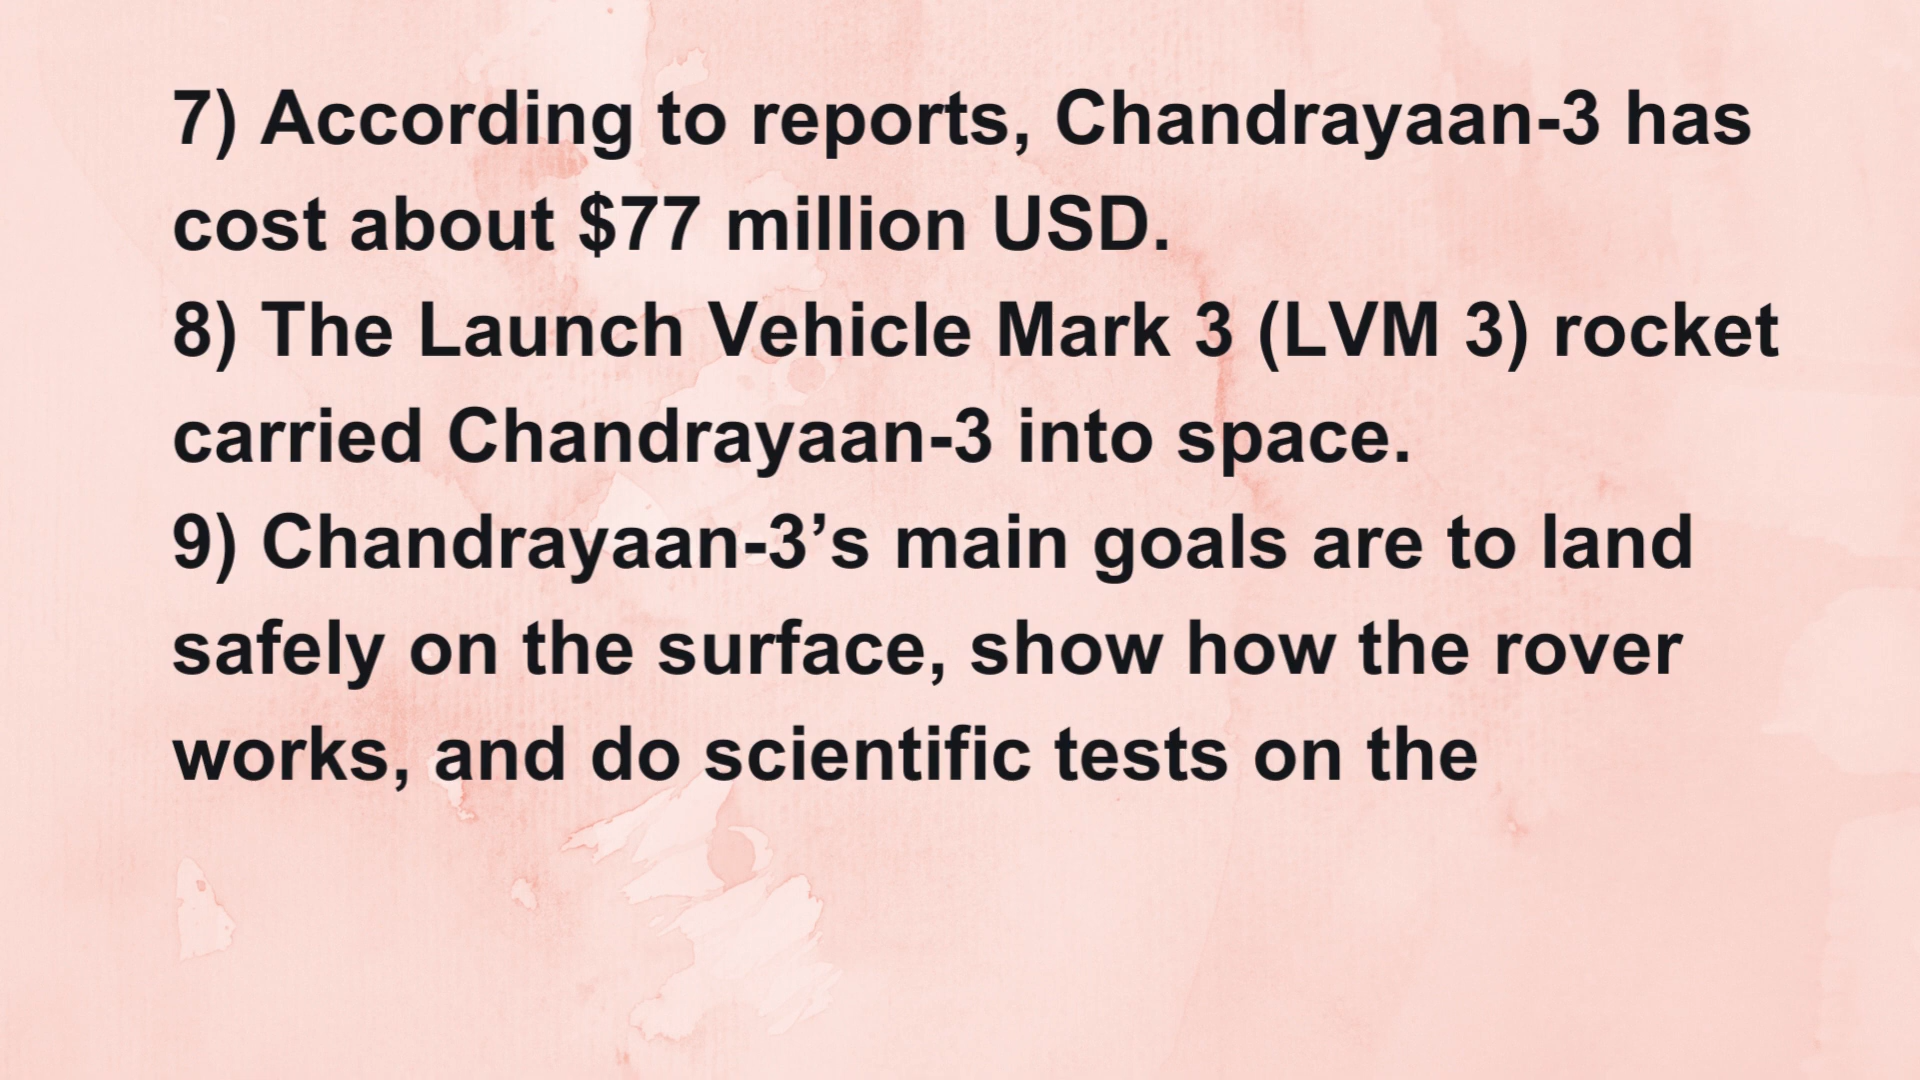 7) According to reports, Chandrayaan-3 has
cost about $77 million USD.
8) The Launch Vehicle Mark 3 (LVM 3) rocket
carried Chandrayaan-3 into space.
9) Chandrayaan-3’s main goals are to land
safely on the surface, show how the rover
works, and do scientific tests on the